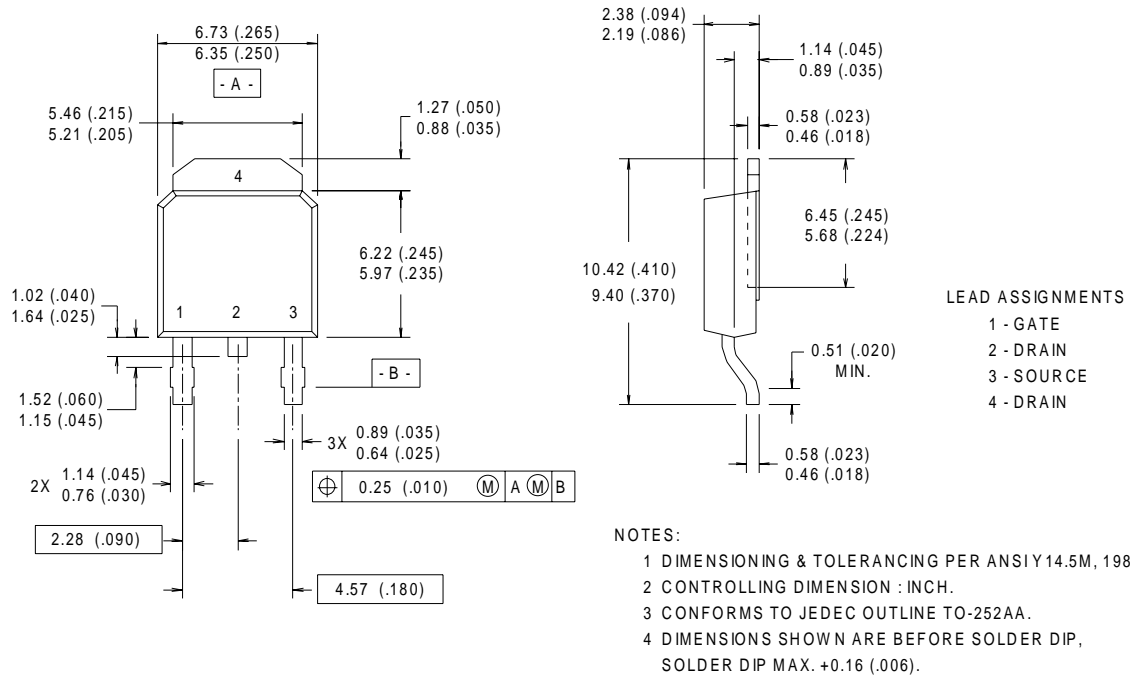 6.73 (.265)
6.35 (.250)
- A -
5.46 (.215)
5.21 (.205)
1.27 (.050)
0.88 (.035)
4
6.22 (.245)
5.97 (.235)
1.02 (.040)
1.64 (.025)
1 2 3
- B -
1.52 (.060)
1.15 (.045)
3X 0.89 (.035)
0.64 (.025)
2X 1.14 (.045)
0.76 (.030)
⌖ 0.25 (.010) Ⓜ A Ⓜ B
2.28 (.090)
4.57 (.180)
2.38 (.094)
2.19 (.086)
1.14 (.045)
0.89 (.035)
0.58 (.023)
0.46 (.018)
6.45 (.245)
5.68 (.224)
10.42 (.410)
9.40 (.370)
0.51 (.020)
MIN.
0.58 (.023)
0.46 (.018)
LEAD ASSIGNMENTS
1 - GATE
2 - DRAIN
3 - SOURCE
4 - DRAIN
NOTES:
1 DIMENSIONING & TOLERANCING PER ANSI Y14.5M, 198
2 CONTROLLING DIMENSION : INCH.
3 CONFORMS TO JEDEC OUTLINE TO-252AA.
4 DIMENSIONS SHOWN ARE BEFORE SOLDER DIP,
SOLDER DIP MAX. +0.16 (.006).